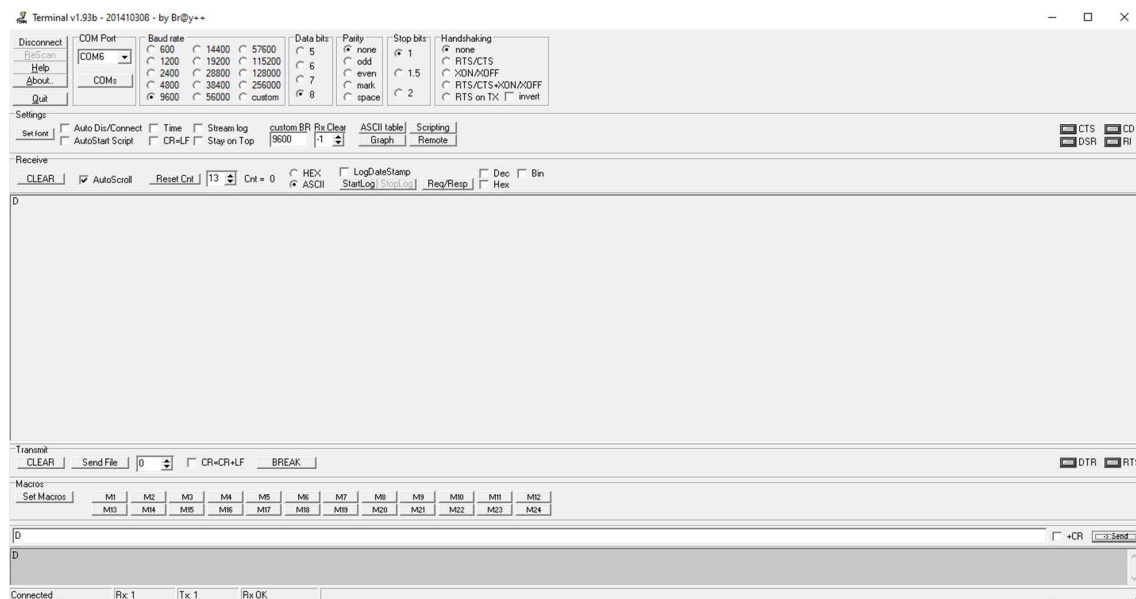 Terminal v1.93b - 20141030ß - by Br@y++
Disconnect
ReScan
Help
About..
Quit
COM Port
COM6
COMs
Baud rate
600 14400 57600
1200 19200 115200
2400 28800 128000
4800 38400 256000
9600 56000 custom
Data bits
5
6
7
8
Parity
none
odd
even
mark
space
Stop bits
1
1.5
2
Handshaking
none
RTS/CTS
XON/XOFF
RTS/CTS+XON/XOFF
RTS on TX invert
Settings
Set font
Auto Dis/Connect Time Stream log
AutoStart Script CR=LF Stay on Top
custom BR Rx Clear
9600 -1
ASCII table Scripting
Graph Remote
CTS CD
DSR RI
Receive
CLEAR AutoScroll Reset Cnt 13 Cnt = 0
HEX
ASCII
LogDateStamp
StartLog StopLog Req/Resp
Dec Bin
Hex
D
Transmit
CLEAR Send File 0 CR=CR+LF BREAK
DTR RTS
Macros
Set Macros
M1 M2 M3 M4 M5 M6 M7 M8 M9 M10 M11 M12
M13 M14 M15 M16 M17 M18 M19 M20 M21 M22 M23 M24
D
+CR -> Send
D
Connected Rx: 1 Tx: 1 Rx OK